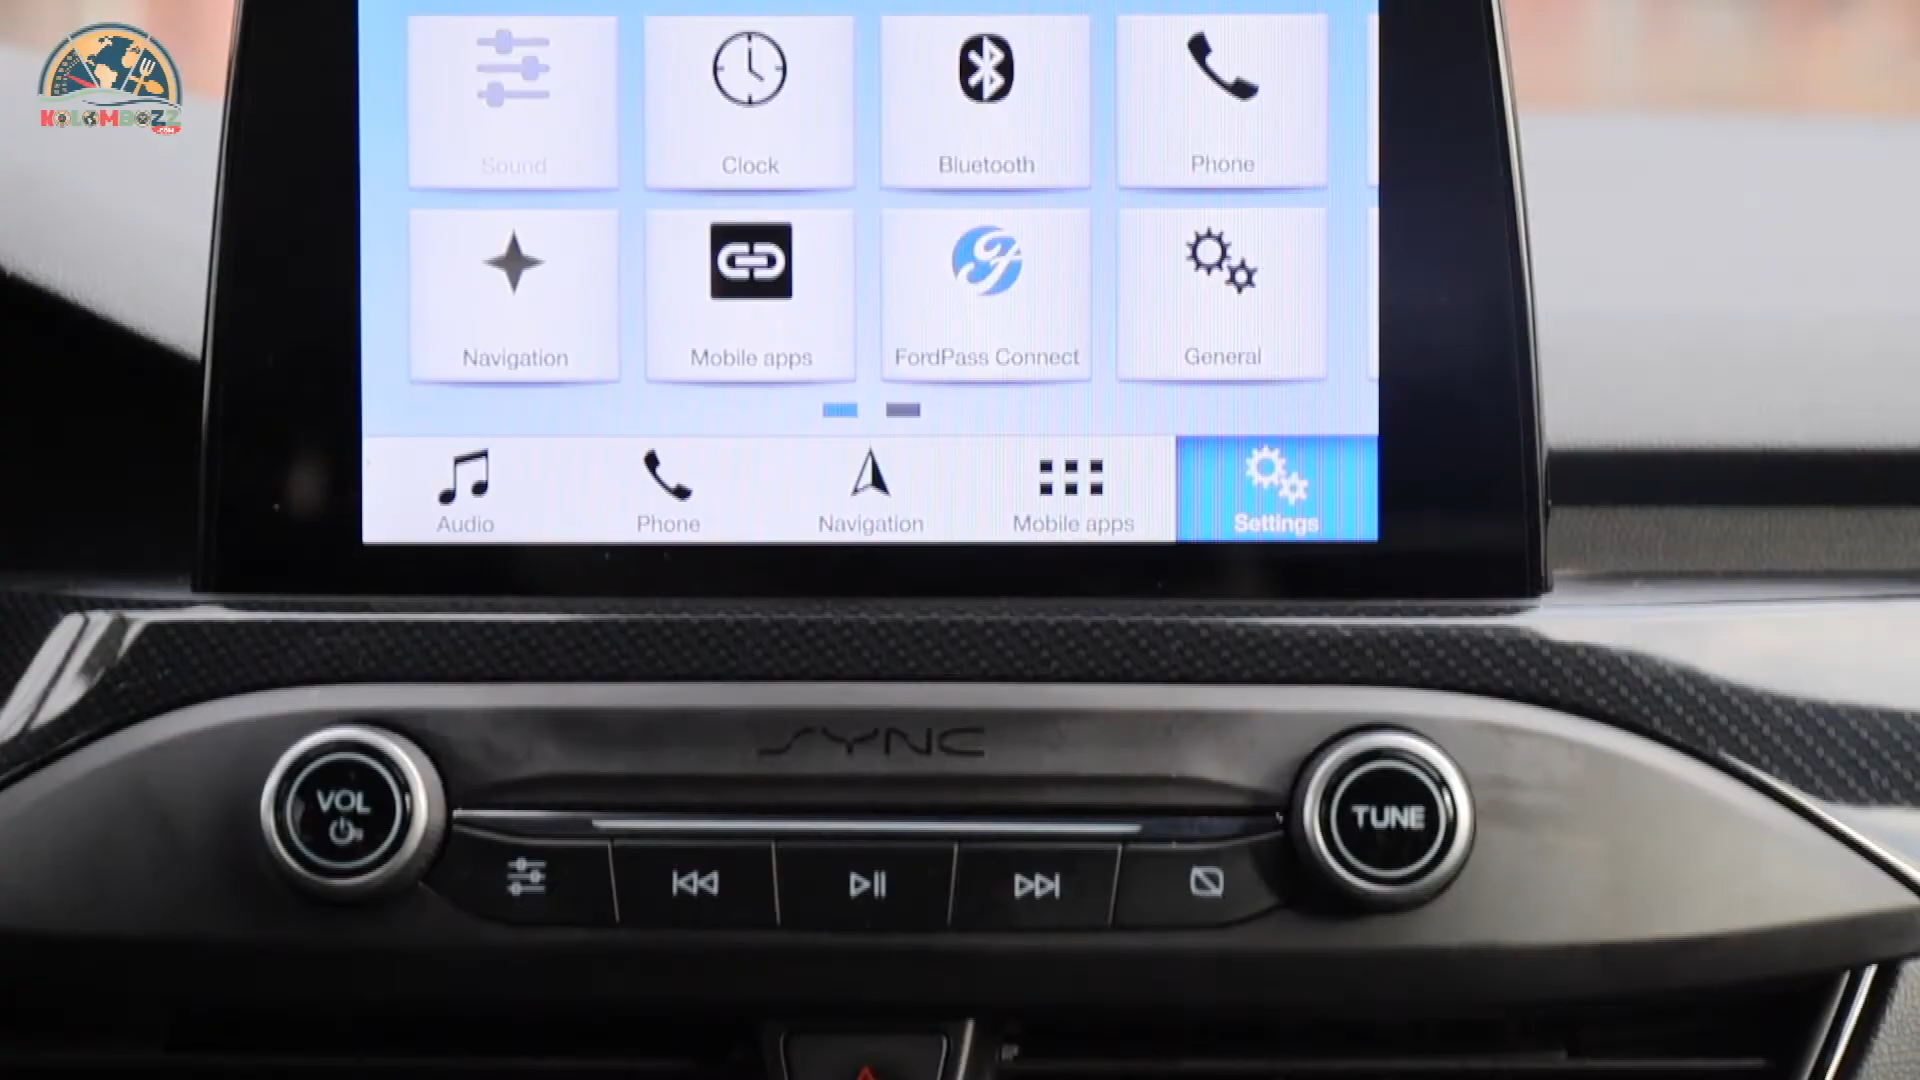 KOLOMBOZZ
.COM
Sound
Clock
Bluetooth
Phone
Navigation
Mobile apps
FordPass Connect
General
Audio
Phone
Navigation
Mobile apps
Settings
SYNC
VOL
TUNE